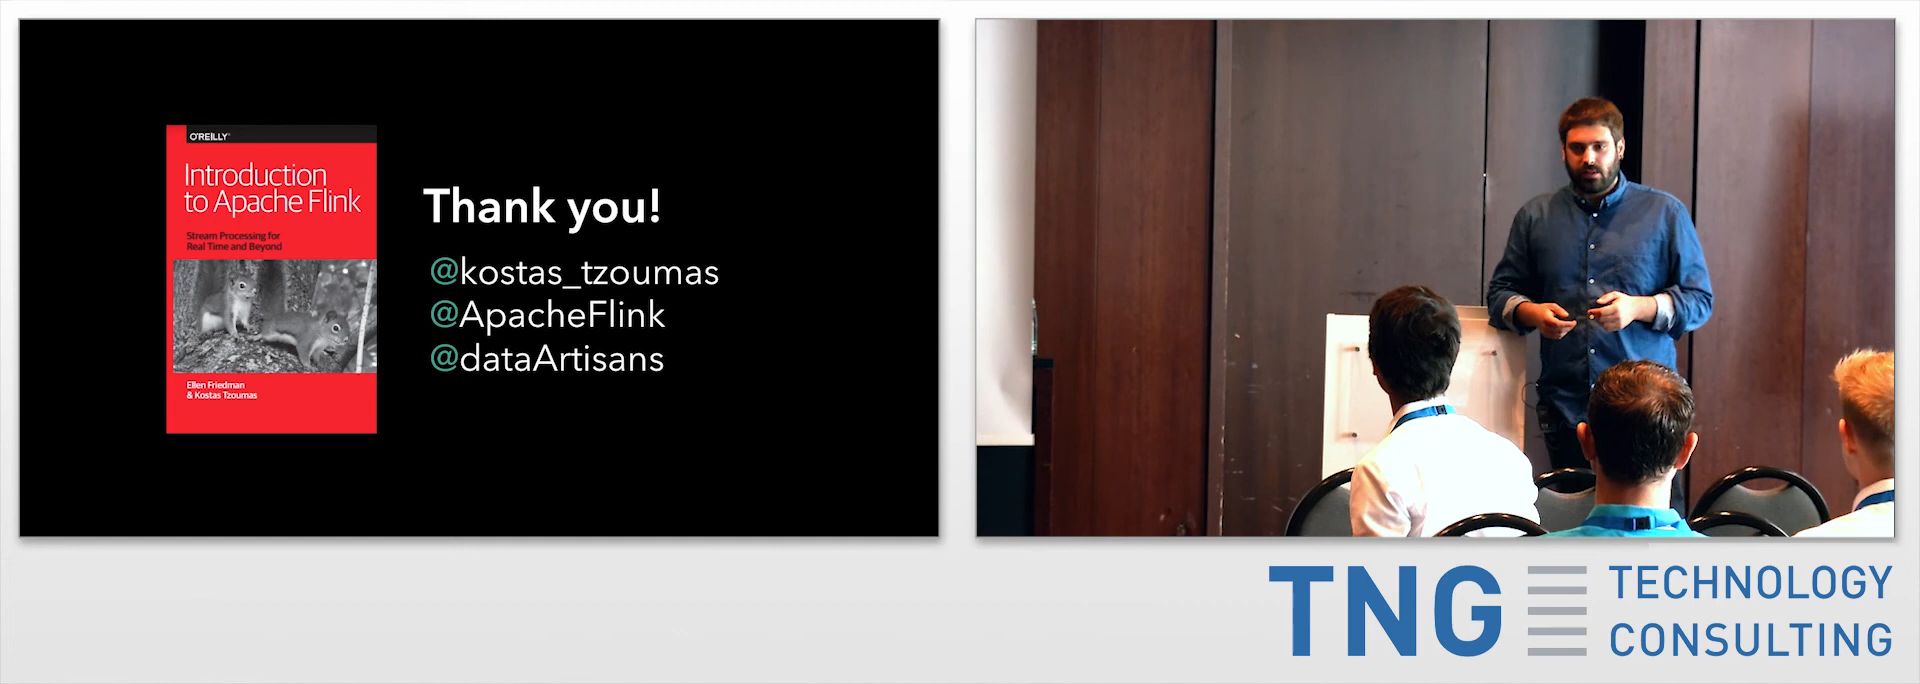 O'REILLY®
Introduction
to Apache Flink
Stream Processing for
Real Time and Beyond
Ellen Friedman
& Kostas Tzoumas
Thank you!
@kostas_tzoumas
@ApacheFlink
@dataArtisans
TNG TECHNOLOGY
CONSULTING